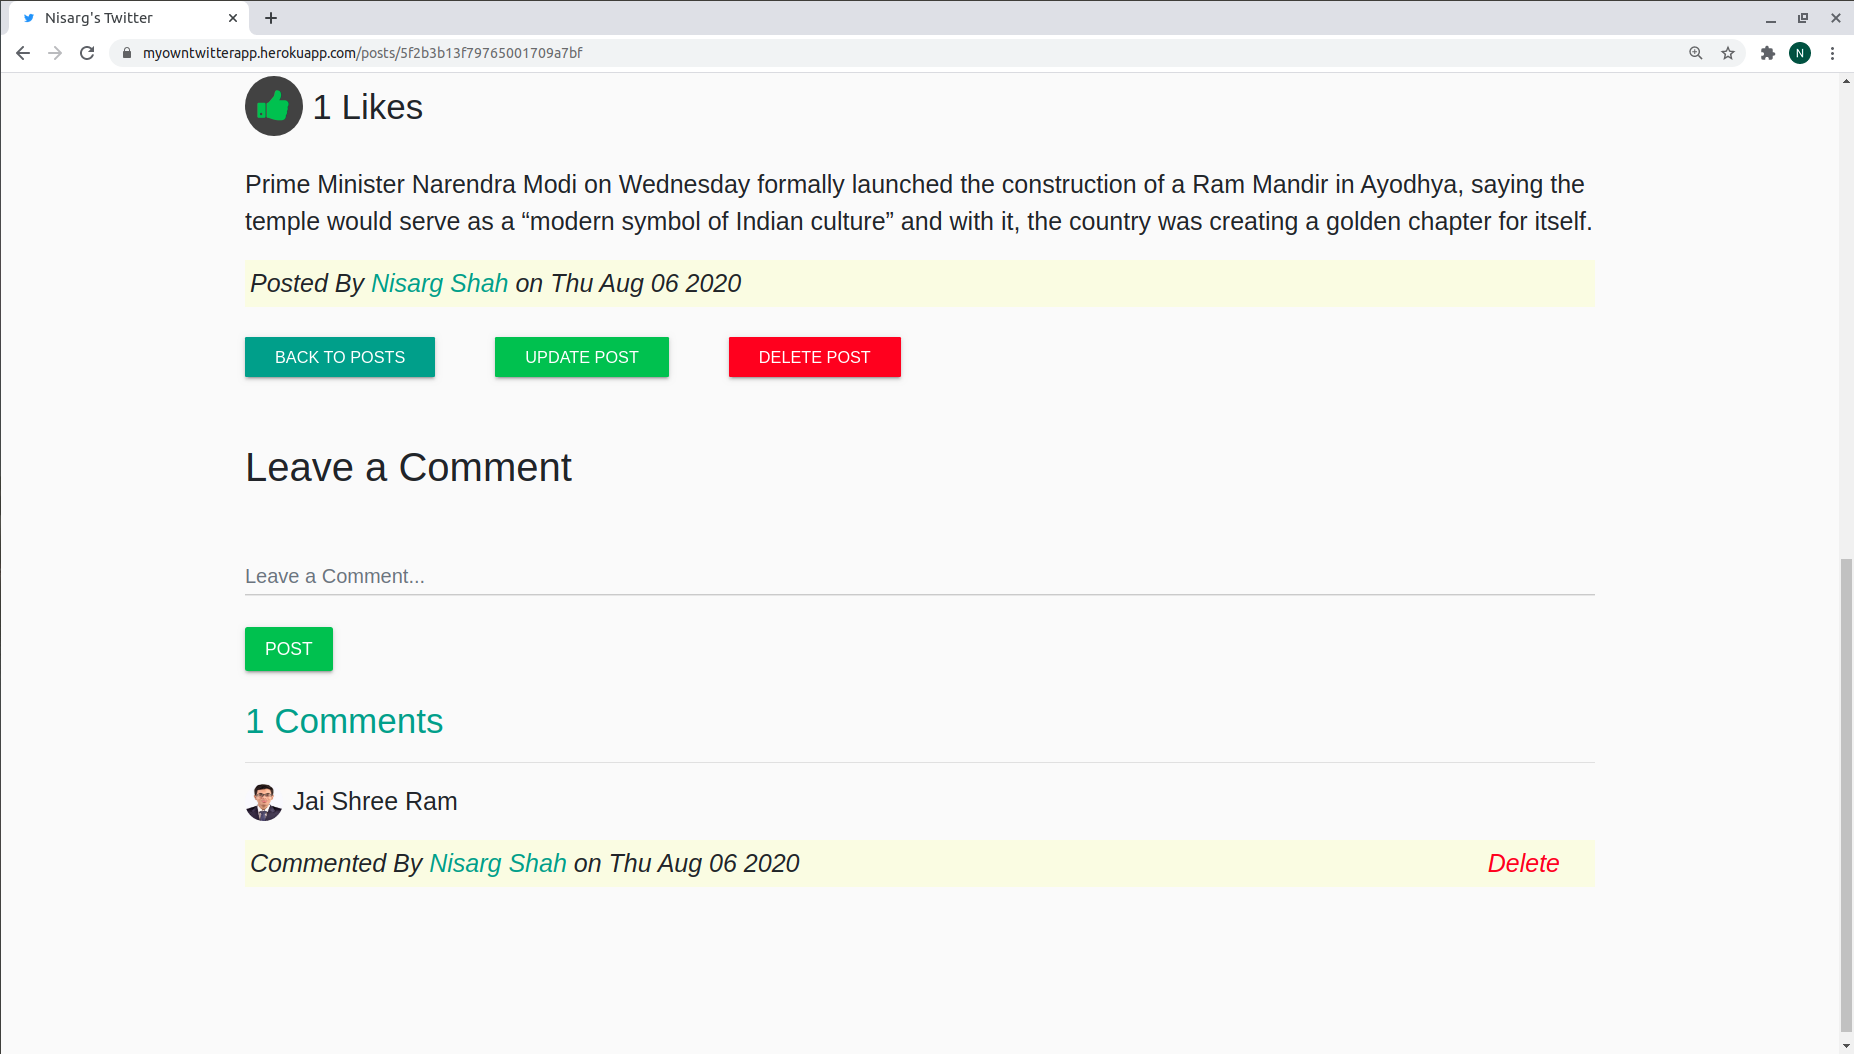 Nisarg's Twitter
myowntwitterapp.herokuapp.com/posts/5f2b3b13f79765001709a7bf
N
1 Likes
Prime Minister Narendra Modi on Wednesday formally launched the construction of a Ram Mandir in Ayodhya, saying the
temple would serve as a “modern symbol of Indian culture” and with it, the country was creating a golden chapter for itself.
Posted By Nisarg Shah on Thu Aug 06 2020
BACK TO POSTS UPDATE POST DELETE POST
Leave a Comment
Leave a Comment...
POST
1 Comments
Jai Shree Ram
Commented By Nisarg Shah on Thu Aug 06 2020 Delete